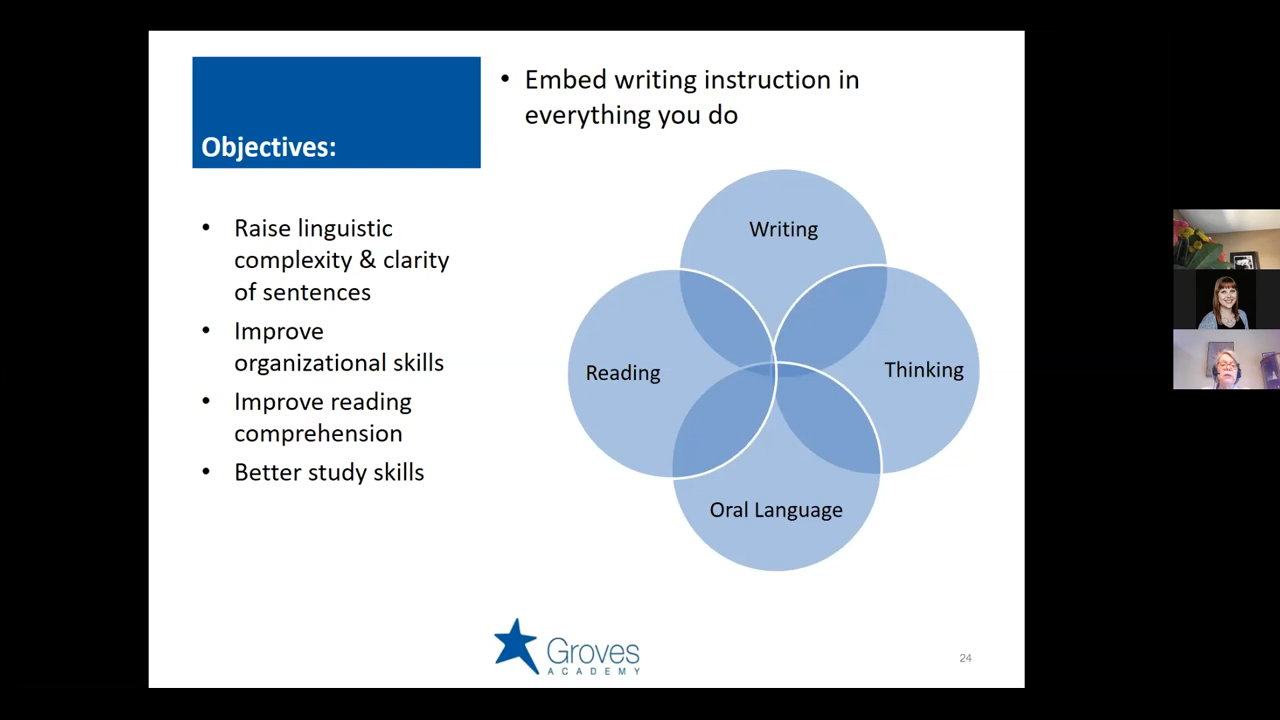 Objectives:
• Raise linguistic
complexity & clarity
of sentences
• Improve
organizational skills
• Improve reading
comprehension
• Better study skills
• Embed writing instruction in
everything you do
Writing
Reading
Thinking
Oral Language
Groves
ACADEMY
24